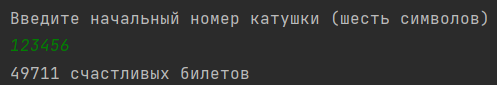 Введите начальный номер катушки (шесть символов)
123456
49711 счастливых билетов